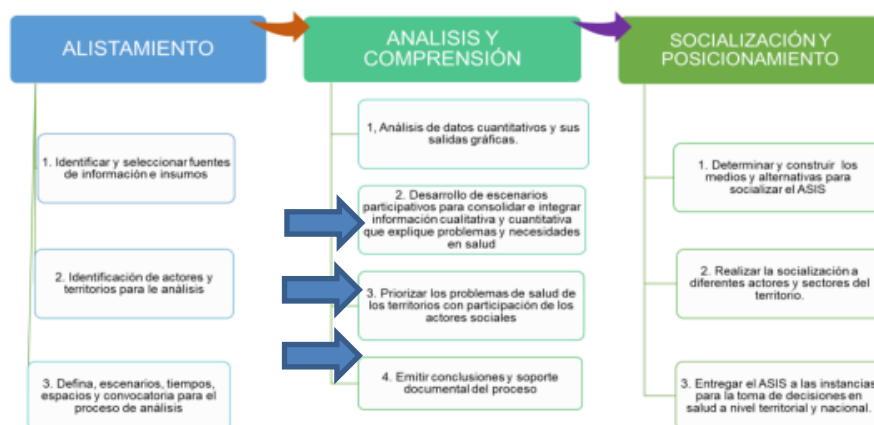 ALISTAMIENTO
1. Identificar y seleccionar fuentes
de información e insumos
2. Identificación de actores y
territorios para le análisis
3. Defina, escenarios, tiempos,
espacios y convocatoria para el
proceso de análisis
ANALISIS Y
COMPRENSIÓN
1, Análisis de datos cuantitativos y sus
salidas gráficas.
2. Desarrollo de escenarios
participativos para consolidar e integrar
información cualitativa y cuantitativa
que explique problemas y necesidades
en salud
3. Priorizar los problemas de salud de
los territorios con participación de los
actores sociales
4. Emitir conclusiones y soporte
documental del proceso
SOCIALIZACIÓN Y
POSICIONAMIENTO
1. Determinar y construir los
medios y alternativas para
socializar el ASIS
2. Realizar la socialización a
diferentes actores y sectores del
territorio.
3. Entregar el ASIS a las instancias
para la toma de decisiones en
salud a nivel territorial y nacional.